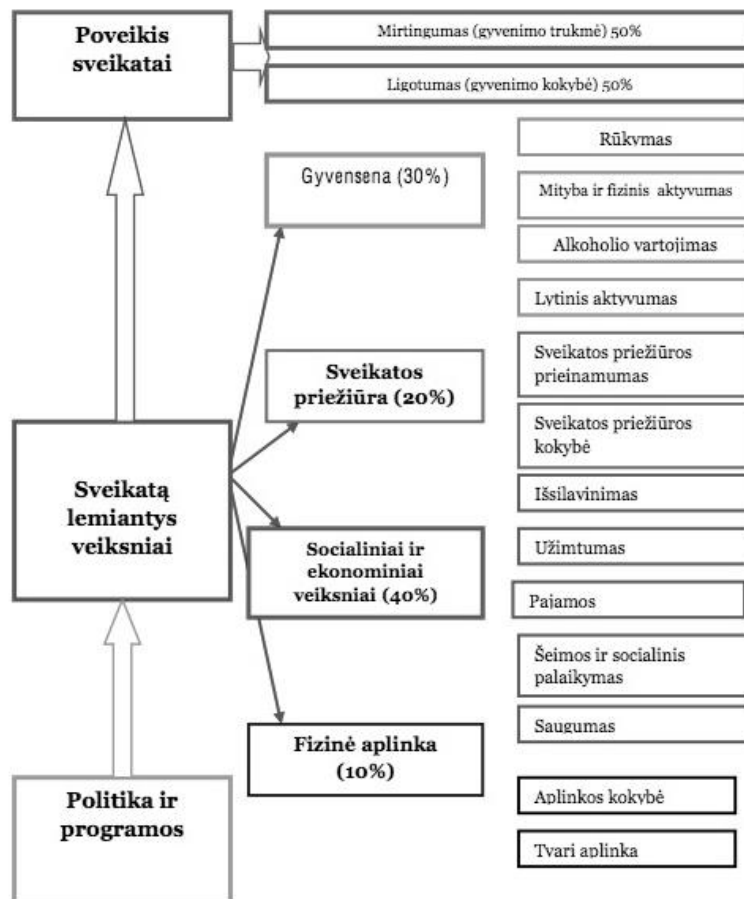 Poveikis
sveikatai
Mirtingumas (gyvenimo trukmė) 50%
Ligotumas (gyvenimo kokybė) 50%
Gyvensena (30%)
Rūkymas
Mityba ir fizinis aktyvumas
Alkoholio vartojimas
Lytinis aktyvumas
Sveikatos
priežiūra (20%)
Sveikatos priežiūros
prieinamumas
Sveikatos priežiūros
kokybė
Sveikatą
lemiantys
veiksniai
Socialiniai ir
ekonominiai
veiksniai (40%)
Išsilavinimas
Užimtumas
Pajamos
Šeimos ir socialinis
palaikymas
Saugumas
Fizinė aplinka
(10%)
Aplinkos kokybė
Tvari aplinka
Politika ir
programos